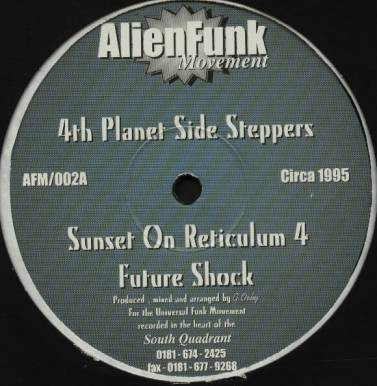 AlienFunk
Movement
4th Planet Side Steppers
AFM/002A
Circa 1995
Sunset On Reticulum 4
Future Shock
Produced , mixed and arranged by
For the Universal Funk Movement
recorded in the heart of the
South Quadrant
0181 - 674 - 2425
fax - 0181 - 677 - 9268